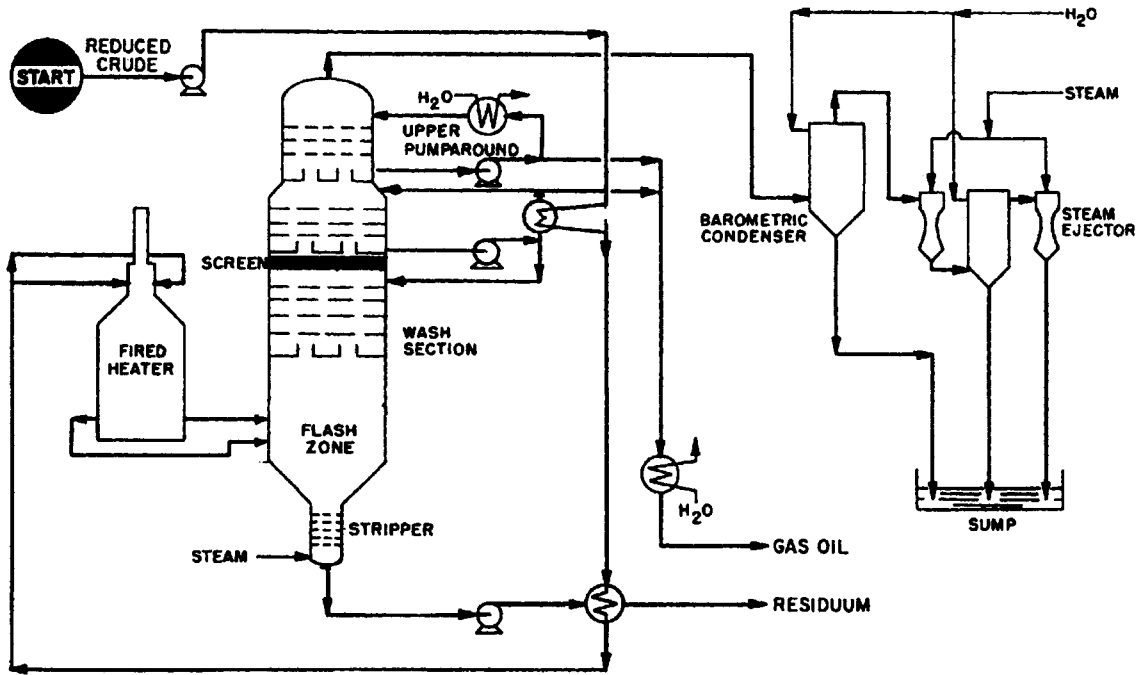 START
REDUCED
CRUDE
H₂O
H₂O
STEAM
UPPER
PUMPAROUND
BAROMETRIC
CONDENSER
STEAM
EJECTOR
SCREEN
WASH
SECTION
FIRED
HEATER
FLASH
ZONE
H₂O
STRIPPER
SUMP
STEAM
GAS OIL
RESIDUUM